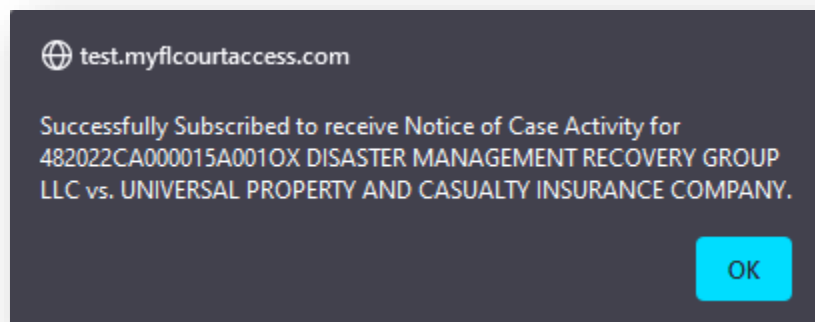 test.myflcourtaccess.com
Successfully Subscribed to receive Notice of Case Activity for
482022CA000015A001OX DISASTER MANAGEMENT RECOVERY GROUP
LLC vs. UNIVERSAL PROPERTY AND CASUALTY INSURANCE COMPANY.
OK